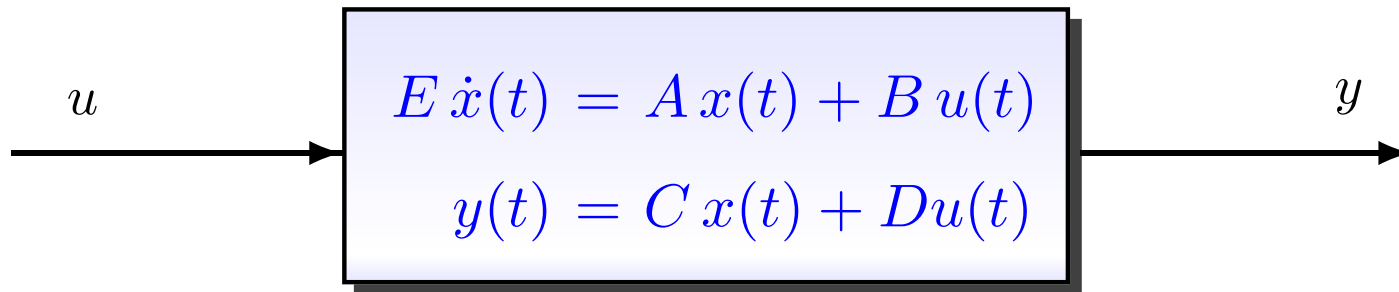 u
E ẋ(t) = A x(t) + B u(t)
y(t) = C x(t) + Du(t)
y